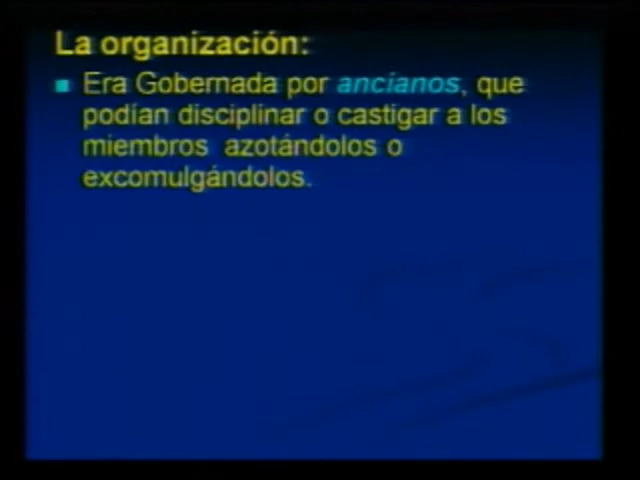 La organización:
Era Gobernada por ancianos, que
podían disciplinar o castigar a los
miembros azotándolos o
excomulgándolos.